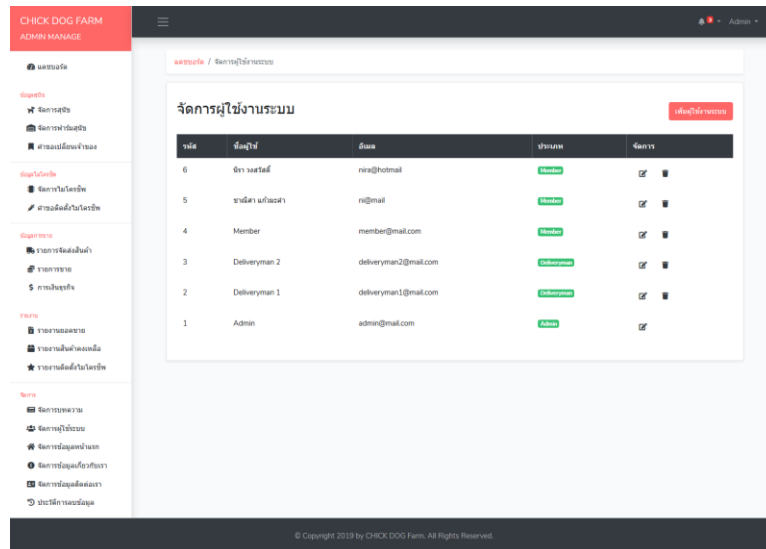 CHICK DOG FARM
ADMIN MANAGE
3
Admin
แดชบอร์ด
ข้อมูลสุนัข
จัดการสุนัข
จัดการฟาร์มสุนัข
คำขอเปลี่ยนเจ้าของ
ข้อมูลไมโครชิพ
จัดการไมโครชิพ
คำขอติดตั้งไมโครชิพ
ข้อมูลการขาย
รายการจัดส่งสินค้า
รายการขาย
การเงินธุรกิจ
รายงาน
รายงานยอดขาย
รายงานสินค้าคงเหลือ
รายงานติดตั้งไมโครชิพ
จัดการ
จัดการบทความ
จัดการผู้ใช้ระบบ
จัดการข้อมูลหน้าแรก
จัดการข้อมูลเกี่ยวกับเรา
จัดการข้อมูลติดต่อเรา
ประวัติการลบข้อมูล
แดชบอร์ด / จัดการผู้ใช้งานระบบ
จัดการผู้ใช้งานระบบ
เพิ่มผู้ใช้งานระบบ
รหัส ชื่อผู้ใช้ อีเมล ประเภท จัดการ
6 นิรา วงสวัสดิ์ nira@hotmail Member
5 ni@mail Member
4 Member member@mail.com Member
3 Deliveryman 2 deliveryman2@mail.com Deliveryman
2 Deliveryman 1 deliveryman1@mail.com Deliveryman
1 Admin admin@mail.com Admin
© Copyright 2019 by CHICK DOG Farm. All Rights Reserved.